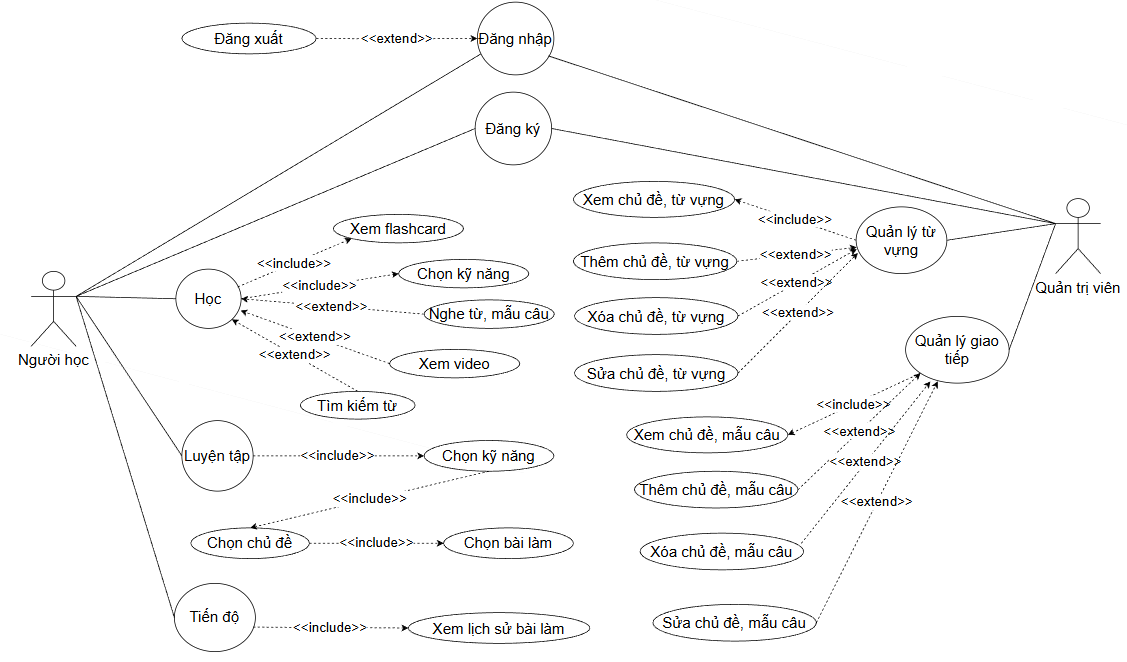 Đăng xuất
<<extend>>
Đăng nhập
Đăng ký
Xem chủ đề, từ vựng
<<include>>
Quản lý từ
vựng
Thêm chủ đề, từ vựng
<<extend>>
<<extend>>
Xóa chủ đề, từ vựng
<<extend>>
Sửa chủ đề, từ vựng
Quản trị viên
Xem flashcard
<<include>>
Chọn kỹ năng
<<include>>
Học
<<extend>>
Nghe từ, mẫu câu
<<extend>>
<<extend>>
Xem video
Tìm kiếm từ
Người học
Quản lý giao
tiếp
<<include>>
Xem chủ đề, mẫu câu
<<extend>>
<<extend>>
Thêm chủ đề, mẫu câu
<<extend>>
Xóa chủ đề, mẫu câu
Sửa chủ đề, mẫu câu
Luyện tập
<<include>>
Chọn kỹ năng
<<include>>
Chọn chủ đề
<<include>>
Chọn bài làm
Tiến độ
<<include>>
Xem lịch sử bài làm